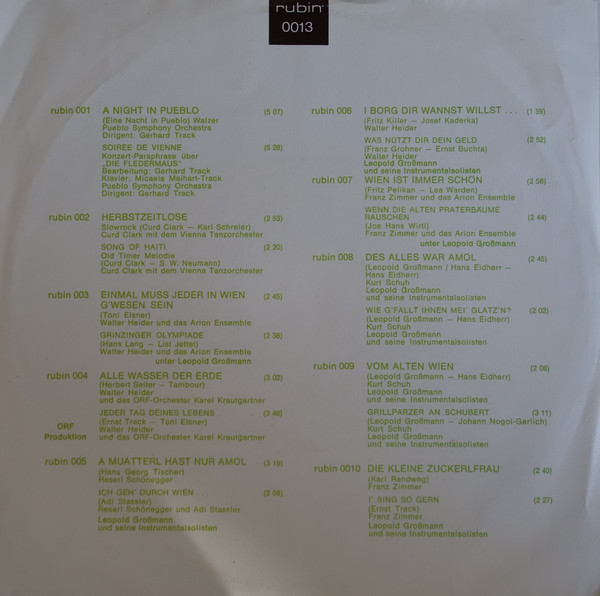 rubin
0013
rubin 001 A NIGHT IN PUEBLO (5 07)
(Eine Nacht in Pueblo) Walzer
Pueblo Symphony Orchestra
Dirigent: Gerhard Track
SOIREE DE VIENNE (5 28)
Konzert-Paraphrase über
„DIE FLEDERMAUS"
Bearbeitung: Gerhard Track
Klavier: Micaela Maihart-Track
Pueblo Symphony Orchestra
Dirigent: Gerhard Track
rubin 002 HERBSTZEITLOSE (2 53)
Slowrock (Curd Clark – Karl Schreier)
Curd Clark mit dem Vienna Tanzorchester
SONG OF HAITI (2 20)
Old Timer Melodie
(Curd Clark – S. W. Neumann)
Curd Clark mit dem Vienna Tanzorchester
rubin 003 EINMAL MUSS JEDER IN WIEN (2 45)
G'WESEN SEIN
(Toni Elsner)
Walter Heider und das Arion Ensemble
GRINZINGER OLYMPIADE (2 38)
(Hans Lang – Lisl Jettel)
Walter Heider und das Arion Ensemble
unter Leopold Großmann
rubin 004 ALLE WASSER DER ERDE (3 02)
(Herbert Seiter – Tambour)
Walter Heider
und das ORF-Orchester Karel Krautgartner
JEDER TAG DEINES LEBENS (3 46)
(Ernst Track – Toni Elsner)
ORF
Produktion
Walter Heider
und das ORF-Orchester Karel Krautgartner
rubin 005 A MUATTERL HAST NUR AMOL (3 19)
(Hans Georg Tischer)
Reserl Schönegger
ICH GEH' DURCH WIEN . . . (2 59)
(Adi Stassler)
Reserl Schönegger und Adi Stassler
Leopold Großmann
und seine Instrumentalsolisten
rubin 006 I BORG DIR WANNST WILLST . . . (1 59)
(Fritz Killer – Josef Kaderka)
Walter Heider
WAS NÜTZT DIR DEIN GELD (2 52)
(Franz Grohner – Ernst Buchta)
Walter Heider
Leopold Großmann
und seine Instrumentalsolisten
rubin 007 WIEN IST IMMER SCHÖN (2 56)
(Fritz Pelikan – Lea Warden)
Franz Zimmer und das Arion Ensemble
WENN DIE ALTEN PRATERBÄUME
RAUSCHEN (2 44)
(Joe Hans Wirtl)
Franz Zimmer und das Arion Ensemble
unter Leopold Großmann
rubin 008 DES ALLES WAR AMOL (2 45)
(Leopold Großmann / Hans Eidherr –
Hans Eidherr)
Kurt Schuh
Leopold Großmann
und seine Instrumentalsolisten
WIE G'FALLT IHNEN MEI' GLATZ'N? (2 02)
(Leopold Großmann – Hans Eidherr)
Kurt Schuh
Leopold Großmann
und seine Instrumentalsolisten
rubin 009 VOM ALTEN WIEN (2 08)
(Leopold Großmann – Hans Eidherr)
Kurt Schuh
Leopold Großmann
und seine Instrumentalsolisten
GRILLPARZER AN SCHUBERT (3 11)
(Leopold Großmann – Johann Nogol-Gerlich)
Kurt Schuh
Leopold Großmann
und seine Instrumentalsolisten
rubin 0010 DIE KLEINE ZUCKERLFRAU (2 40)
(Karl Randweg)
Franz Zimmer
I' SING SO GERN (2 27)
(Ernst Track)
Franz Zimmer
Leopold Großmann
und seine Instrumentalsolisten